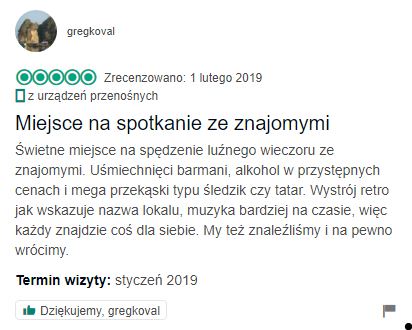 gregkoval
Zrecenzowano: 1 lutego 2019
z urządzeń przenośnych
Miejsce na spotkanie ze znajomymi
Świetne miejsce na spędzenie luźnego wieczoru ze
znajomymi. Uśmiechnięci barmani, alkohol w przystępnych
cenach i mega przekąski typu śledzik czy tatar. Wystrój retro
jak wskazuje nazwa lokalu, muzyka bardziej na czasie, więc
każdy znajdzie coś dla siebie. My też znaleźliśmy i na pewno
wrócimy.
Termin wizyty: styczeń 2019
Dziękujemy, gregkoval